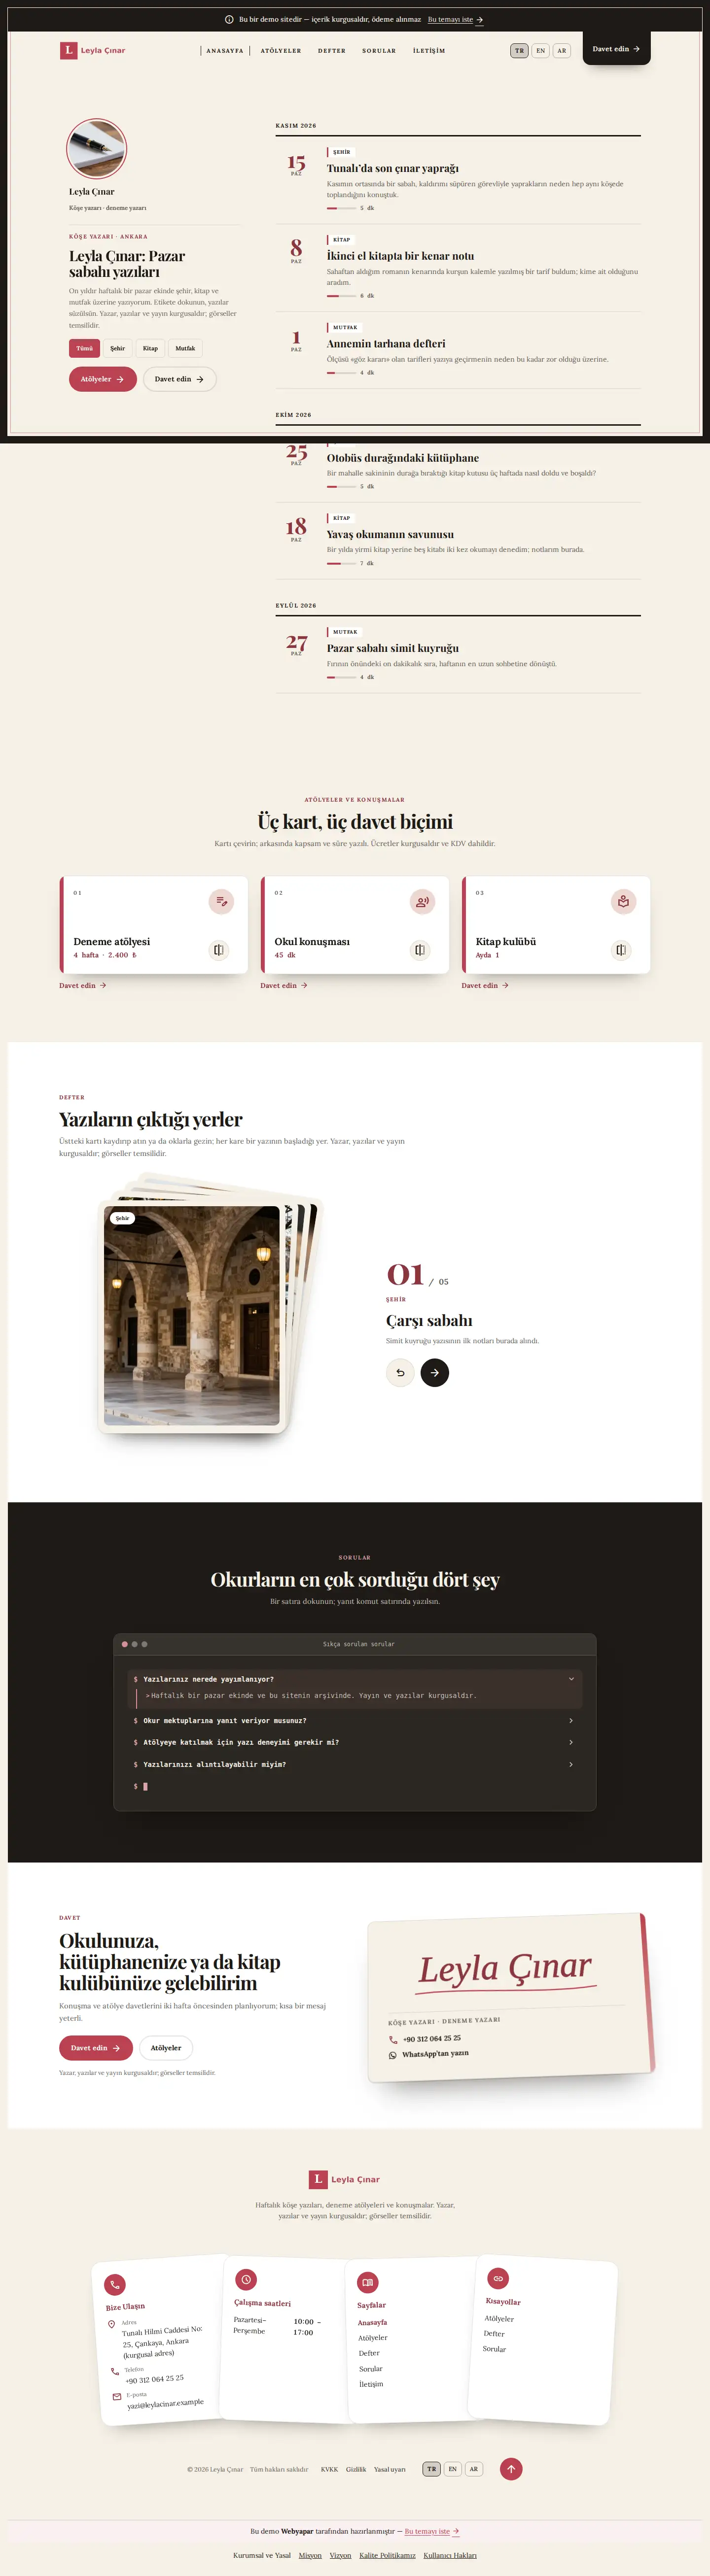 Bu bir demo sitedir — içerik kurgusaldır, ödeme alınmaz Bu temayı iste →
L Leyla Çınar
ANASAYFA ATÖLYELER DEFTER SORULAR İLETİŞİM
TR EN AR
Davet edin →
Leyla Çınar
Köşe yazarı · deneme yazarı
KÖŞE YAZARI · ANKARA
Leyla Çınar: Pazar
sabahı yazıları
On yıldır haftalık bir pazar ekinde şehir, kitap ve
mutfak üzerine yazıyorum. Etikete dokunun, yazılar
süzülsün. Yazar, yazılar ve yayın kurgusaldır; görseller
temsilidir.
Tümü Şehir Kitap Mutfak
Atölyeler → Davet edin →
KASIM 2026
15
PAZ
ŞEHİR
Tunalı'da son çınar yaprağı
Kasımın ortasında bir sabah, kaldırımı süpüren görevliyle yaprakların neden hep aynı köşede
toplandığını konuştuk.
5 dk
8
PAZ
KİTAP
İkinci el kitapta bir kenar notu
Sahaftan aldığım romanın kenarında kurşun kalemle yazılmış bir tarif buldum; kime ait olduğunu
aradım.
6 dk
1
PAZ
MUTFAK
Annemin tarhana defteri
Ölçüsü «göz kararı» olan tarifleri yazıya geçirmenin neden bu kadar zor olduğu üzerine.
4 dk
EKİM 2026
25
PAZ
Otobüs durağındaki kütüphane
Bir mahalle sakininin durağa bıraktığı kitap kutusu üç haftada nasıl doldu ve boşaldı?
5 dk
18
PAZ
KİTAP
Yavaş okumanın savunusu
Bir yılda yirmi kitap yerine beş kitabı iki kez okumayı denedim; notlarım burada.
7 dk
EYLÜL 2026
27
PAZ
MUTFAK
Pazar sabahı simit kuyruğu
Fırının önündeki on dakikalık sıra, haftanın en uzun sohbetine dönüştü.
4 dk
ATÖLYELER VE KONUŞMALAR
Üç kart, üç davet biçimi
Kartı çevirin; arkasında kapsam ve süre yazılı. Ücretler kurgusaldır ve KDV dahildir.
01
Deneme atölyesi
4 hafta · 2.400 ₺
Davet edin →
02
Okul konuşması
45 dk
Davet edin →
03
Kitap kulübü
Ayda 1
Davet edin →
DEFTER
Yazıların çıktığı yerler
Üstteki kartı kaydırıp atın ya da oklarla gezin; her kare bir yazının başladığı yer. Yazar, yazılar ve yayın
kurgusaldır; görseller temsilidir.
Şehir
01 / 05
ŞEHİR
Çarşı sabahı
Simit kuyruğu yazısının ilk notları burada alındı.
SORULAR
Okurların en çok sorduğu dört şey
Bir satıra dokunun; yanıt komut satırında yazılsın.
Sıkça sorulan sorular
$ Yazılarınız nerede yayımlanıyor?
> Haftalık bir pazar ekinde ve bu sitenin arşivinde. Yayın ve yazılar kurgusaldır.
$ Okur mektuplarına yanıt veriyor musunuz?
$ Atölyeye katılmak için yazı deneyimi gerekir mi?
$ Yazılarınızı alıntılayabilir miyim?
$
DAVET
Okulunuza,
kütüphanenize ya da kitap
kulübünüze gelebilirim
Konuşma ve atölye davetlerini iki hafta öncesinden planlıyorum; kısa bir mesaj
yeterli.
Davet edin → Atölyeler
Yazar, yazılar ve yayın kurgusaldır; görseller temsilidir.
Leyla Çınar
KÖŞE YAZARI · DENEME YAZARI
+90 312 064 25 25
WhatsApp'tan yazın
L Leyla Çınar
Haftalık köşe yazıları, deneme atölyeleri ve konuşmalar. Yazar,
yazılar ve yayın kurgusaldır; görseller temsilidir.
Bize Ulaşın
Adres
Tunalı Hilmi Caddesi No:
25, Çankaya, Ankara
(kurgusal adres)
Telefon
+90 312 064 25 25
E-posta
yazi@leylacinar.example
Çalışma saatleri
Pazartesi–
Perşembe
10:00 –
17:00
Sayfalar
Anasayfa
Atölyeler
Defter
Sorular
İletişim
Kısayollar
Atölyeler
Defter
Sorular
© 2026 Leyla Çınar Tüm hakları saklıdır KVKK Gizlilik Yasal uyarı TR EN AR
Bu demo Webyapar tarafından hazırlanmıştır — Bu temayı iste →
Kurumsal ve Yasal Misyon Vizyon Kalite Politikamız Kullanıcı Hakları